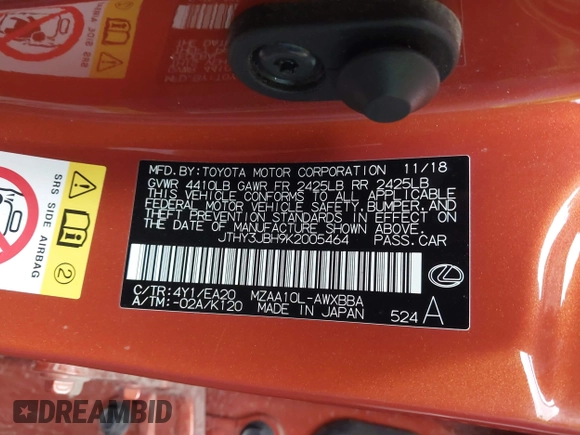 MFD. BY: TOYOTA MOTOR CORPORATION 11/18
GVWR 4410LB GAWR FR 2425LB RR 2425LB
THIS VEHICLE CONFORMS TO ALL APPLICABLE
FEDERAL MOTOR VEHICLE SAFETY, BUMPER, AND
THEFT PREVENTION STANDARDS IN EFFECT ON
THE DATE OF MANUFACTURE SHOWN ABOVE.
JTHY3JBH9K2005464 PASS. CAR
C/TR: 4Y1/EA20 MZAA10L-AWXBBA
A/TM: -02A/K120 MADE IN JAPAN 524 A
SRS SIDE AIRBAG
2
DREAMBID